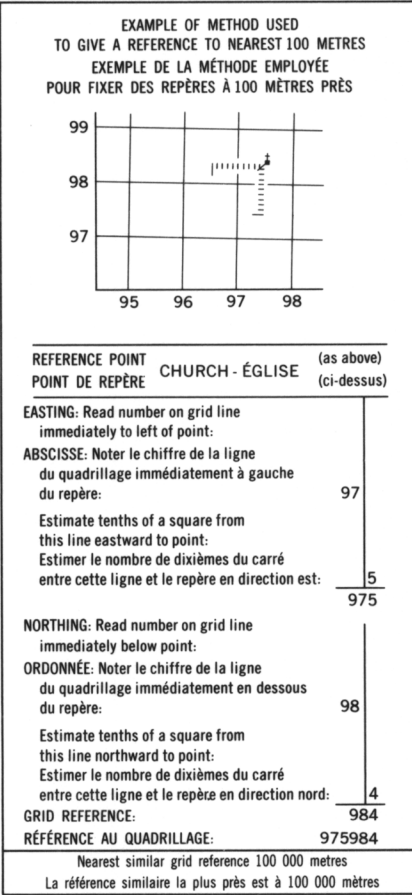 EXAMPLE OF METHOD USED
TO GIVE A REFERENCE TO NEAREST 100 METRES
EXEMPLE DE LA MÉTHODE EMPLOYÉE
POUR FIXER DES REPÈRES À 100 MÈTRES PRÈS
99
98
97
95 96 97 98
REFERENCE POINT
POINT DE REPÈRE
CHURCH - ÉGLISE
(as above)
(ci-dessus)
EASTING: Read number on grid line
immediately to left of point:
ABSCISSE: Noter le chiffre de la ligne
du quadrillage immédiatement à gauche
du repère: 97
Estimate tenths of a square from
this line eastward to point:
Estimer le nombre de dixièmes du carré
entre cette ligne et le repère en direction est: 5
975
NORTHING: Read number on grid line
immediately below point:
ORDONNÉE: Noter le chiffre de la ligne
du quadrillage immédiatement en dessous
du repère: 98
Estimate tenths of a square from
this line northward to point:
Estimer le nombre de dixièmes du carré
entre cette ligne et le repère en direction nord: 4
GRID REFERENCE: 984
RÉFÉRENCE AU QUADRILLAGE: 975984
Nearest similar grid reference 100 000 metres
La référence similaire la plus près est à 100 000 mètres